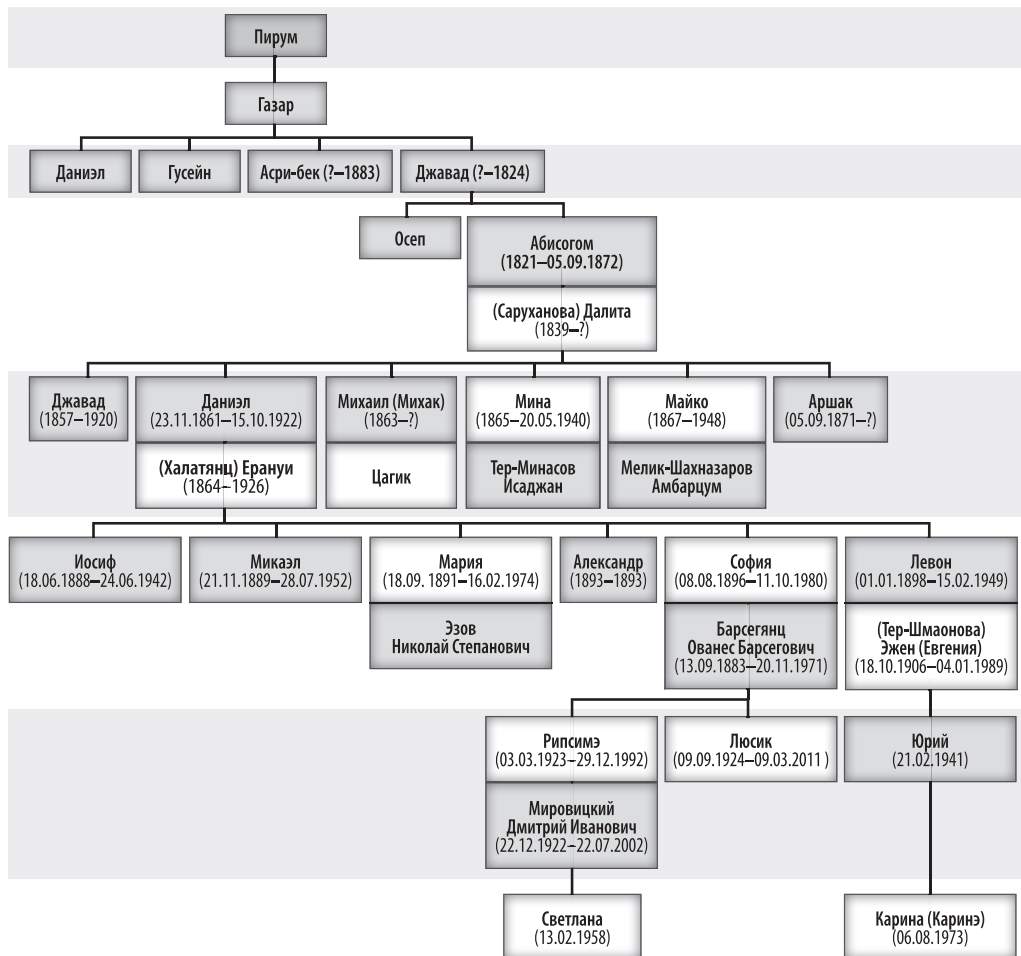 Пирум
Газар
Даниэл
Гусейн
Асри-бек (?–1883)
Джавад (?–1824)
Осеп
Абисогом
(1821–05.09.1872)
(Саруханова) Далита
(1839–?)
Джавад
(1857–1920)
Даниэл
(23.11.1861–15.10.1922)
(Халатянц) Ерануи
(1864–1926)
Михаил (Михак)
(1863–?)
Цагик
Мина
(1865–20.05.1940)
Тер-Минасов
Исаджан
Майко
(1867–1948)
Мелик-Шахназаров
Амбарцум
Аршак
(05.09.1871–?)
Иосиф
(18.06.1888–24.06.1942)
Микаэл
(21.11.1889–28.07.1952)
Мария
(18.09. 1891–16.02.1974)
Эзов
Николай Степанович
Александр
(1893–1893)
София
(08.08.1896–11.10.1980)
Барсегянц
Ованес Барсегович
(13.09.1883–20.11.1971)
Левон
(01.01.1898–15.02.1949)
(Тер-Шмаонова)
Эжен (Евгения)
(18.10.1906–04.01.1989)
Рипсимэ
(03.03.1923–29.12.1992)
Мировицкий
Дмитрий Иванович
(22.12.1922–22.07.2002)
Люсик
(09.09.1924–09.03.2011 )
Юрий
(21.02.1941)
Светлана
(13.02.1958)
Карина (Каринэ)
(06.08.1973)